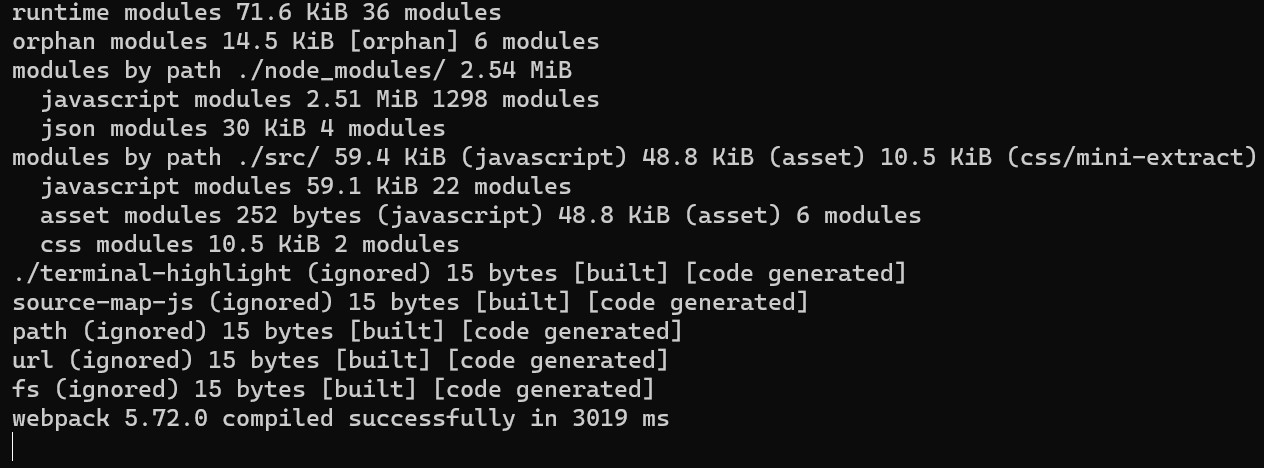 runtime modules 71.6 KiB 36 modules
orphan modules 14.5 KiB [orphan] 6 modules
modules by path ./node_modules/ 2.54 MiB
  javascript modules 2.51 MiB 1298 modules
  json modules 30 KiB 4 modules
modules by path ./src/ 59.4 KiB (javascript) 48.8 KiB (asset) 10.5 KiB (css/mini-extract)
  javascript modules 59.1 KiB 22 modules
  asset modules 252 bytes (javascript) 48.8 KiB (asset) 6 modules
  css modules 10.5 KiB 2 modules
./terminal-highlight (ignored) 15 bytes [built] [code generated]
source-map-js (ignored) 15 bytes [built] [code generated]
path (ignored) 15 bytes [built] [code generated]
url (ignored) 15 bytes [built] [code generated]
fs (ignored) 15 bytes [built] [code generated]
webpack 5.72.0 compiled successfully in 3019 ms